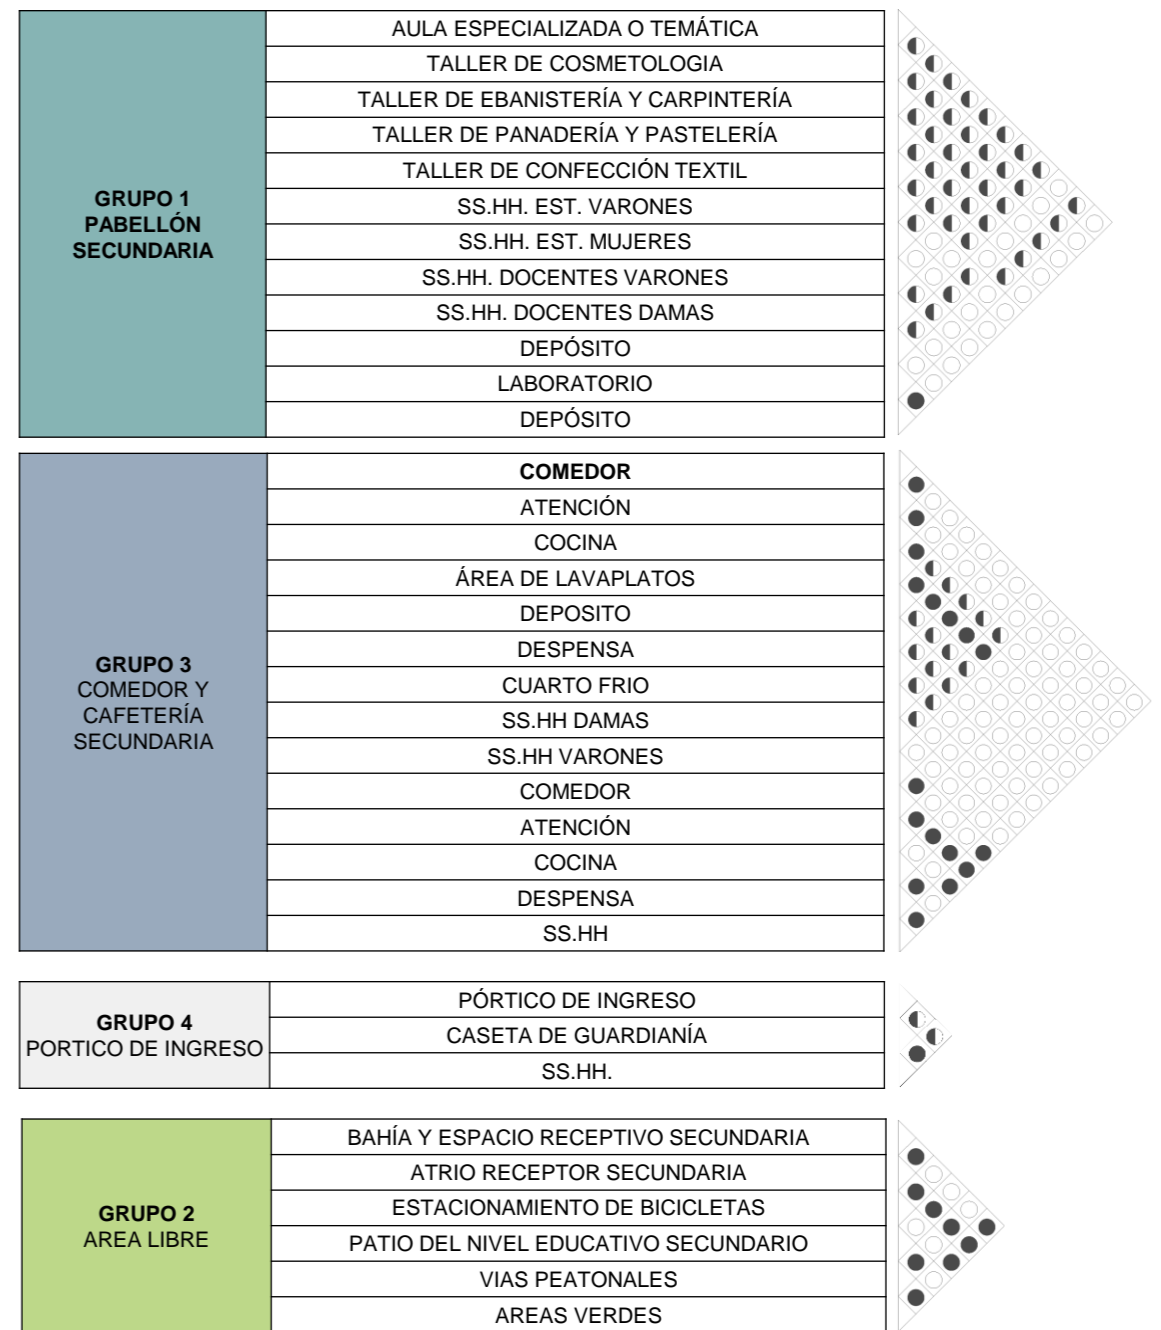 GRUPO 1
PABELLÓN
SECUNDARIA
AULA ESPECIALIZADA O TEMÁTICA
TALLER DE COSMETOLOGIA
TALLER DE EBANISTERÍA Y CARPINTERÍA
TALLER DE PANADERÍA Y PASTELERÍA
TALLER DE CONFECCIÓN TEXTIL
SS.HH. EST. VARONES
SS.HH. EST. MUJERES
SS.HH. DOCENTES VARONES
SS.HH. DOCENTES DAMAS
DEPÓSITO
LABORATORIO
DEPÓSITO
GRUPO 3
COMEDOR Y
CAFETERÍA
SECUNDARIA
COMEDOR
ATENCIÓN
COCINA
ÁREA DE LAVAPLATOS
DEPOSITO
DESPENSA
CUARTO FRIO
SS.HH DAMAS
SS.HH VARONES
COMEDOR
ATENCIÓN
COCINA
DESPENSA
SS.HH
GRUPO 4
PORTICO DE INGRESO
PÓRTICO DE INGRESO
CASETA DE GUARDIANÍA
SS.HH.
GRUPO 2
AREA LIBRE
BAHÍA Y ESPACIO RECEPTIVO SECUNDARIA
ATRIO RECEPTOR SECUNDARIA
ESTACIONAMIENTO DE BICICLETAS
PATIO DEL NIVEL EDUCATIVO SECUNDARIO
VIAS PEATONALES
AREAS VERDES